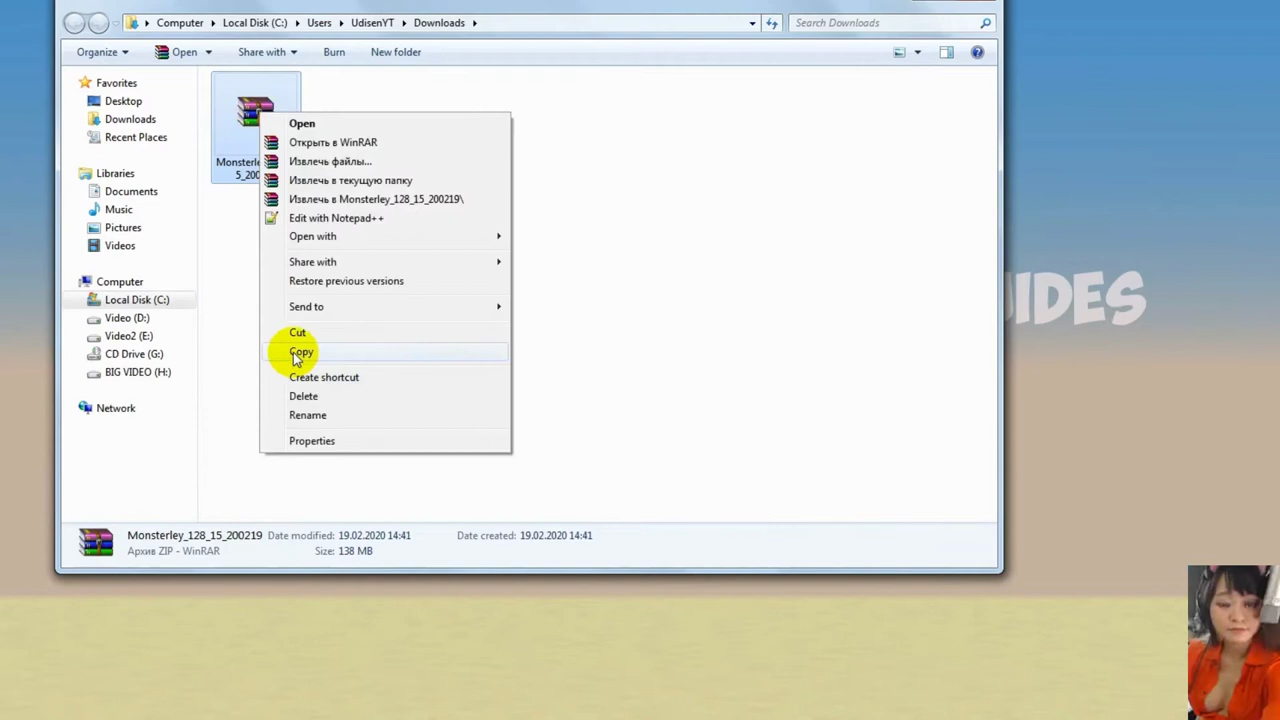 Computer Local Disk (C:) Users UdisenYT Downloads
Search Downloads
Organize Open Share with Burn New folder
Favorites
Desktop
Downloads
Recent Places
Libraries
Documents
Music
Pictures
Videos
Computer
Local Disk (C:)
Video (D:)
Video2 (E:)
CD Drive (G:)
BIG VIDEO (H:)
Network
Open
Открыть в WinRAR
Извлечь файлы...
Извлечь в текущую папку
Извлечь в Monsterley_128_15_200219\
Edit with Notepad++
Open with
Share with
Restore previous versions
Send to
Cut
Copy
Create shortcut
Delete
Rename
Properties
Monsterley_128_15_200219 Date modified: 19.02.2020 14:41 Date created: 19.02.2020 14:41
Архив ZIP - WinRAR Size: 138 MB